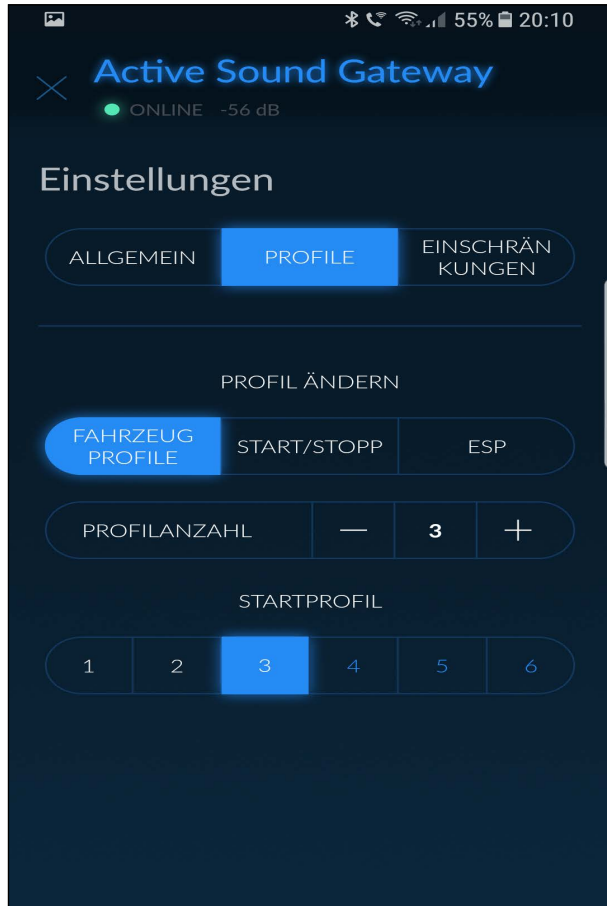 55% 20:10
Active Sound Gateway
ONLINE -56 dB
Einstellungen
ALLGEMEIN
PROFILE
EINSCHRÄN
KUNGEN
PROFIL ÄNDERN
FAHRZEUG
PROFILE
START/STOPP
ESP
PROFILANZAHL — 3 +
STARTPROFIL
1 2 3 4 5 6